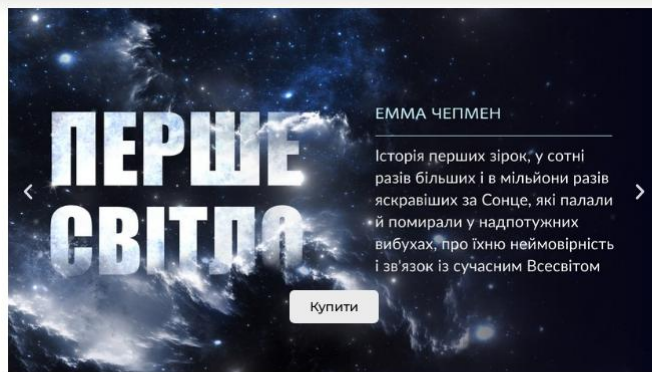 ПЕРШЕ
СВІТЛО
ЕММА ЧЕПМЕН
Історія перших зірок, у сотні
разів більших і в мільйони разів
яскравіших за Сонце, які палали
й помирали у надпотужних
вибухах, про їхню неймовірність
і зв'язок із сучасним Всесвітом
Купити